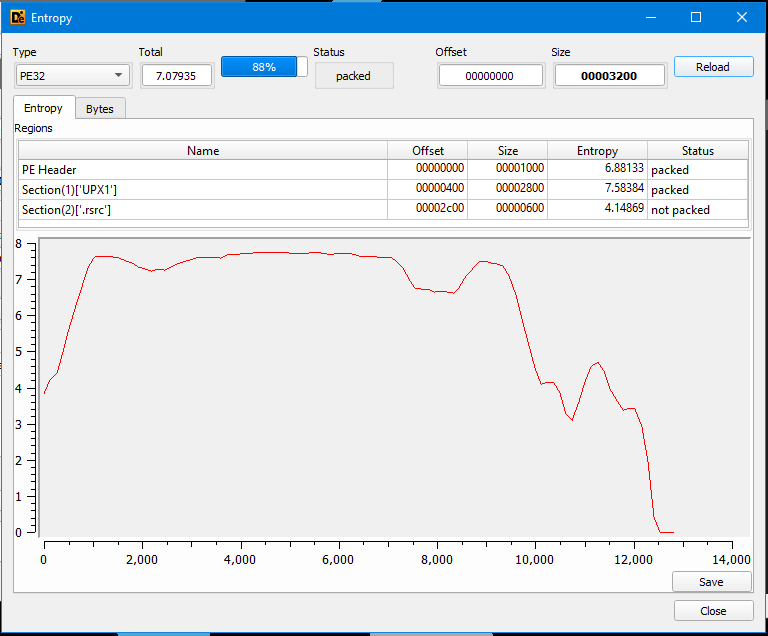 DiE Entropy
Type Total Status Offset Size
PE32 7.07935 88% packed 00000000 00003200 Reload
Entropy Bytes
Regions
Name Offset Size Entropy Status
PE Header 00000000 00001000 6.88133 packed
Section(1)['UPX1'] 00000400 00002800 7.58384 packed
Section(2)['.rsrc'] 00002c00 00000600 4.14869 not packed
8
7
6
5
4
3
2
1
0
0 2,000 4,000 6,000 8,000 10,000 12,000 14,000
Save
Close